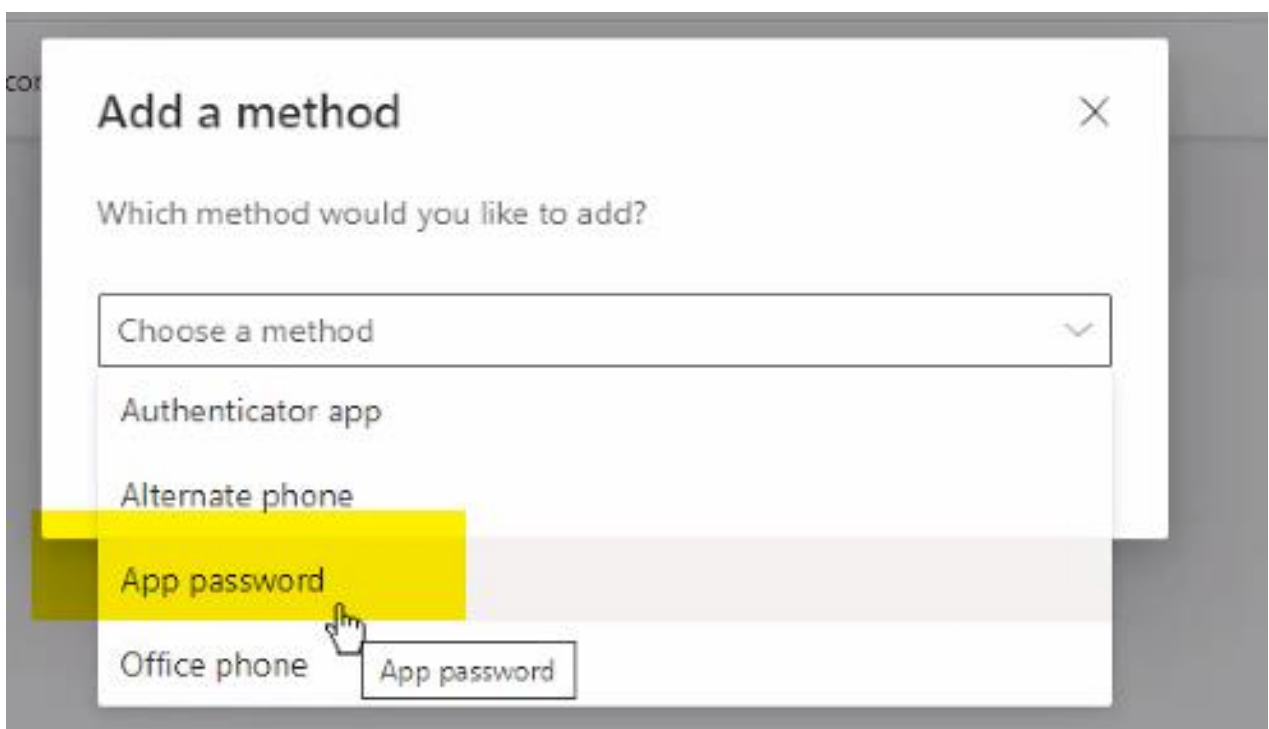 cor
Add a method
Which method would you like to add?
Choose a method
Authenticator app
Alternate phone
App password
Office phone
App password